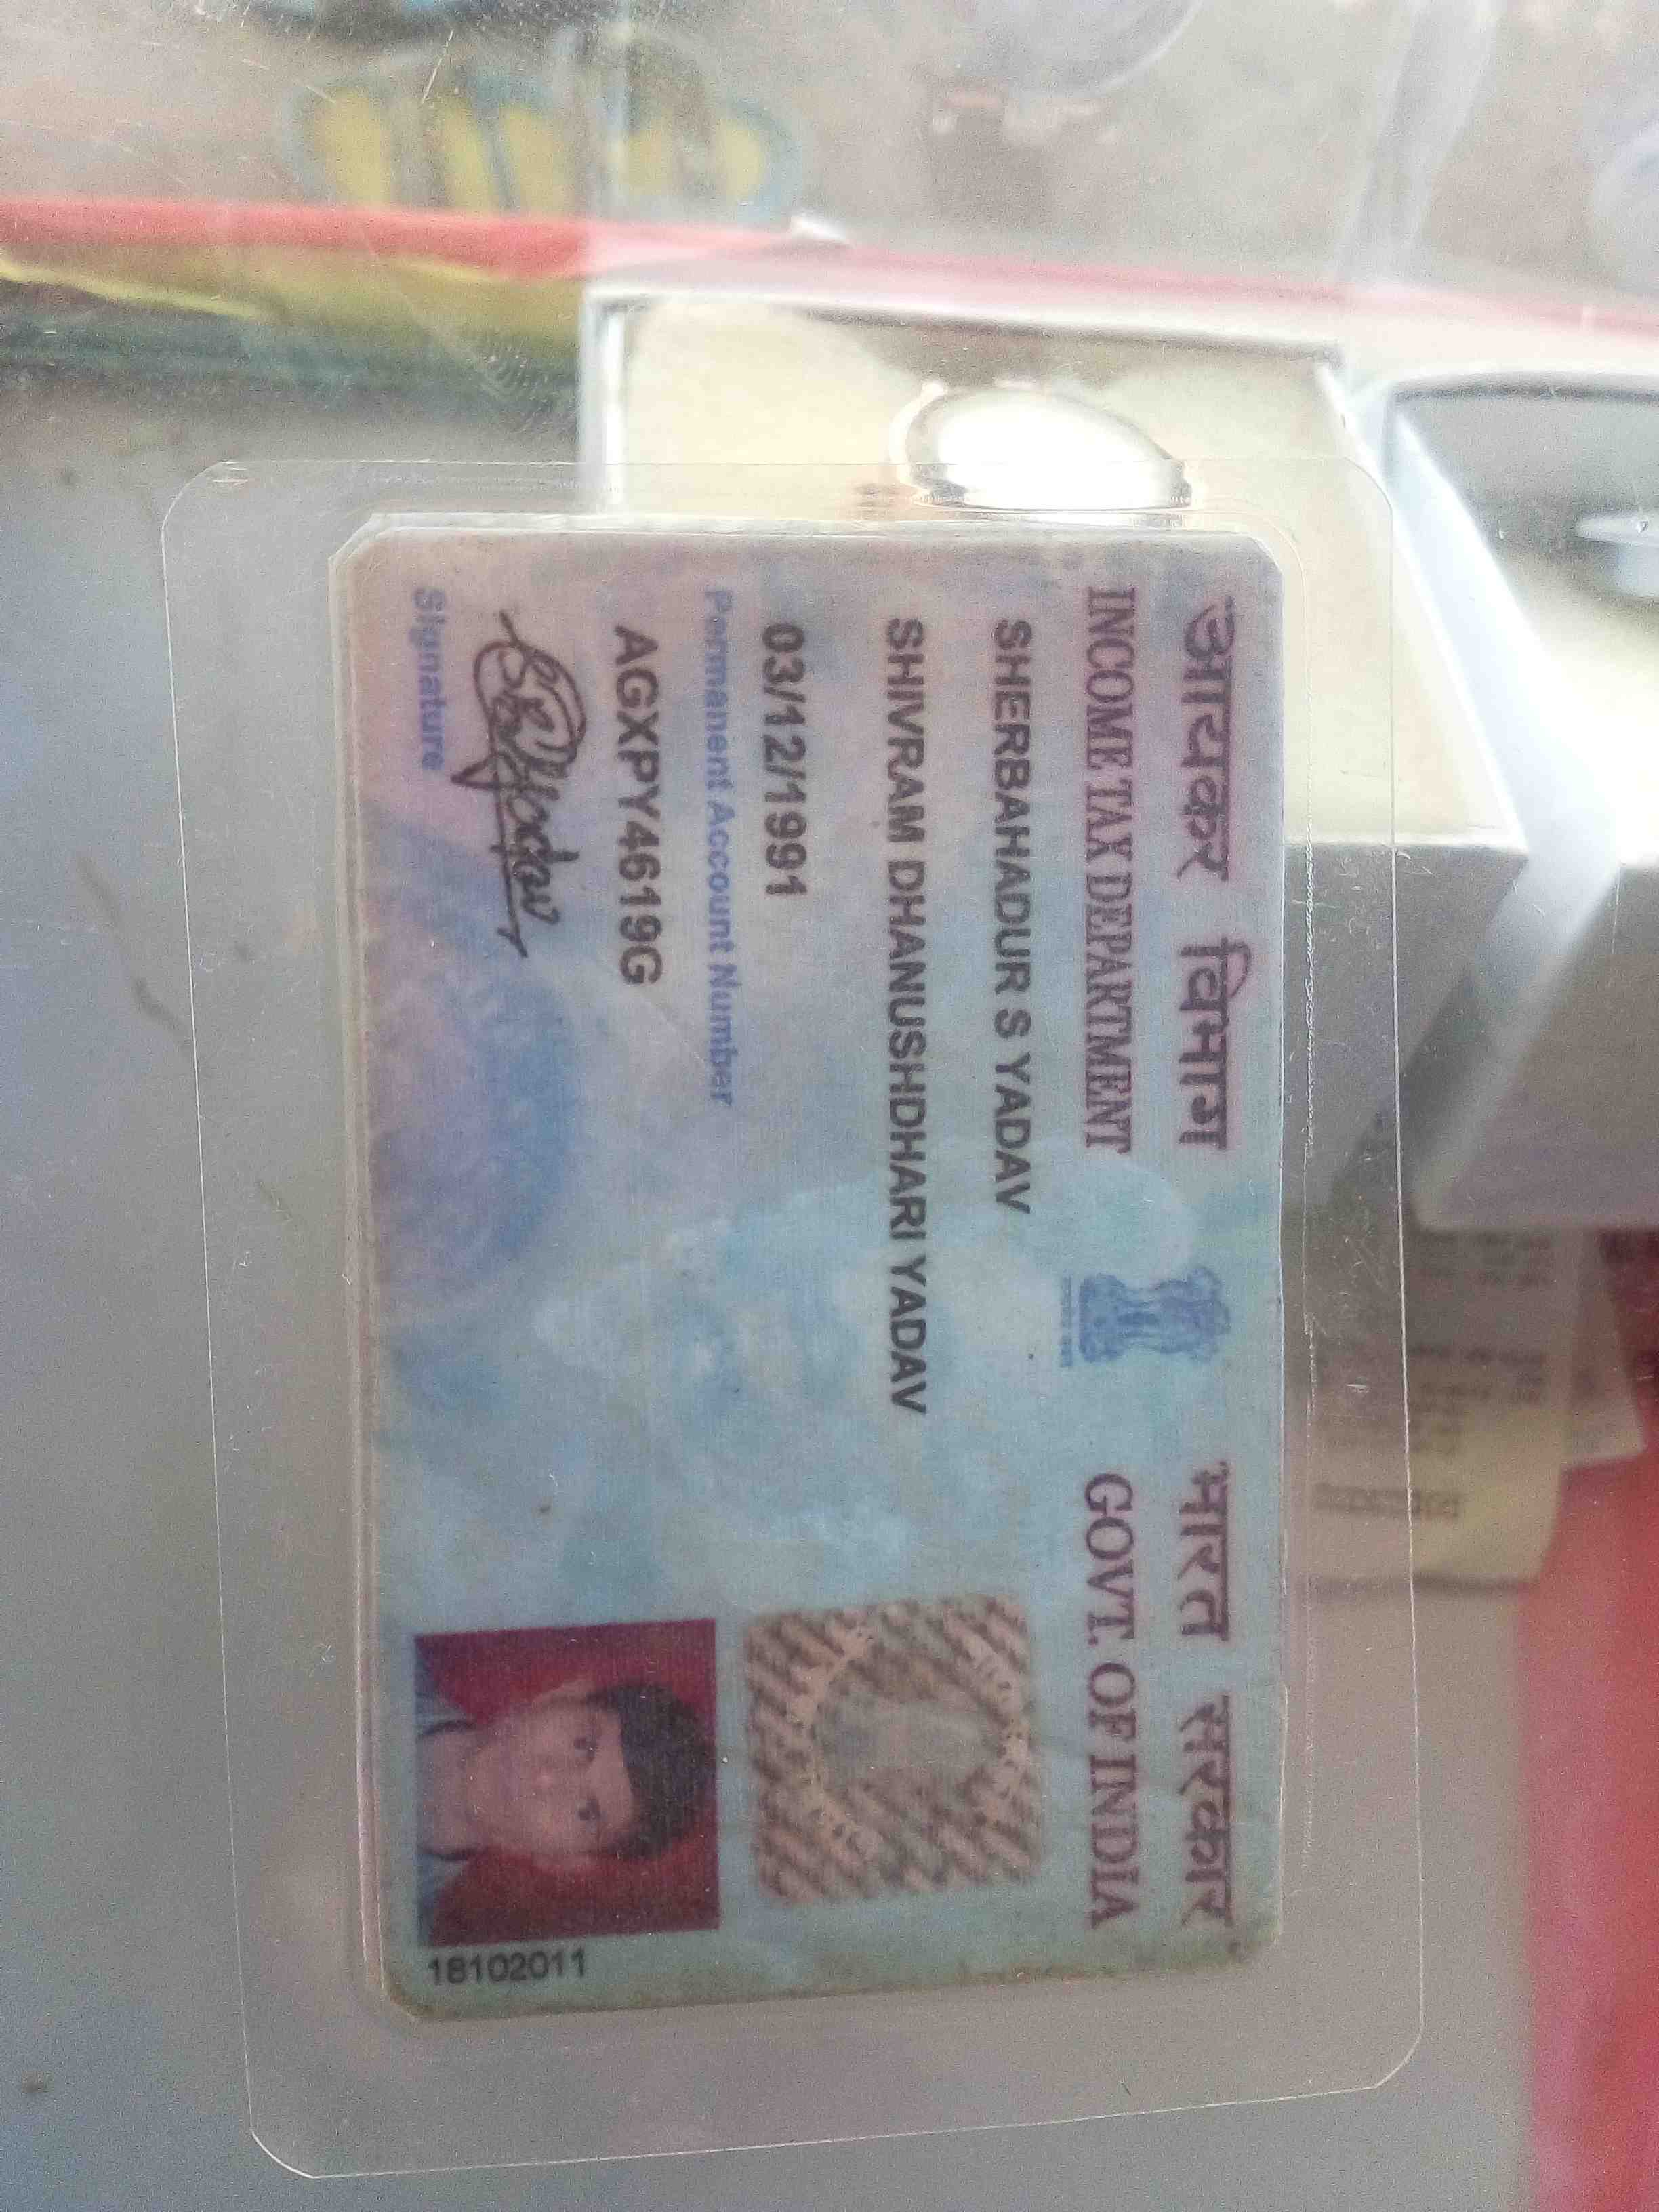 आयकर विभाग
INCOME TAX DEPARTMENT
भारत सरकार
GOVT. OF INDIA
SHERBAHADUR S YADAV
SHIVRAM DHANUSHDHARI YADAV
03/12/1991
Permanent Account Number
AGXPY4619G
Signature
18102011